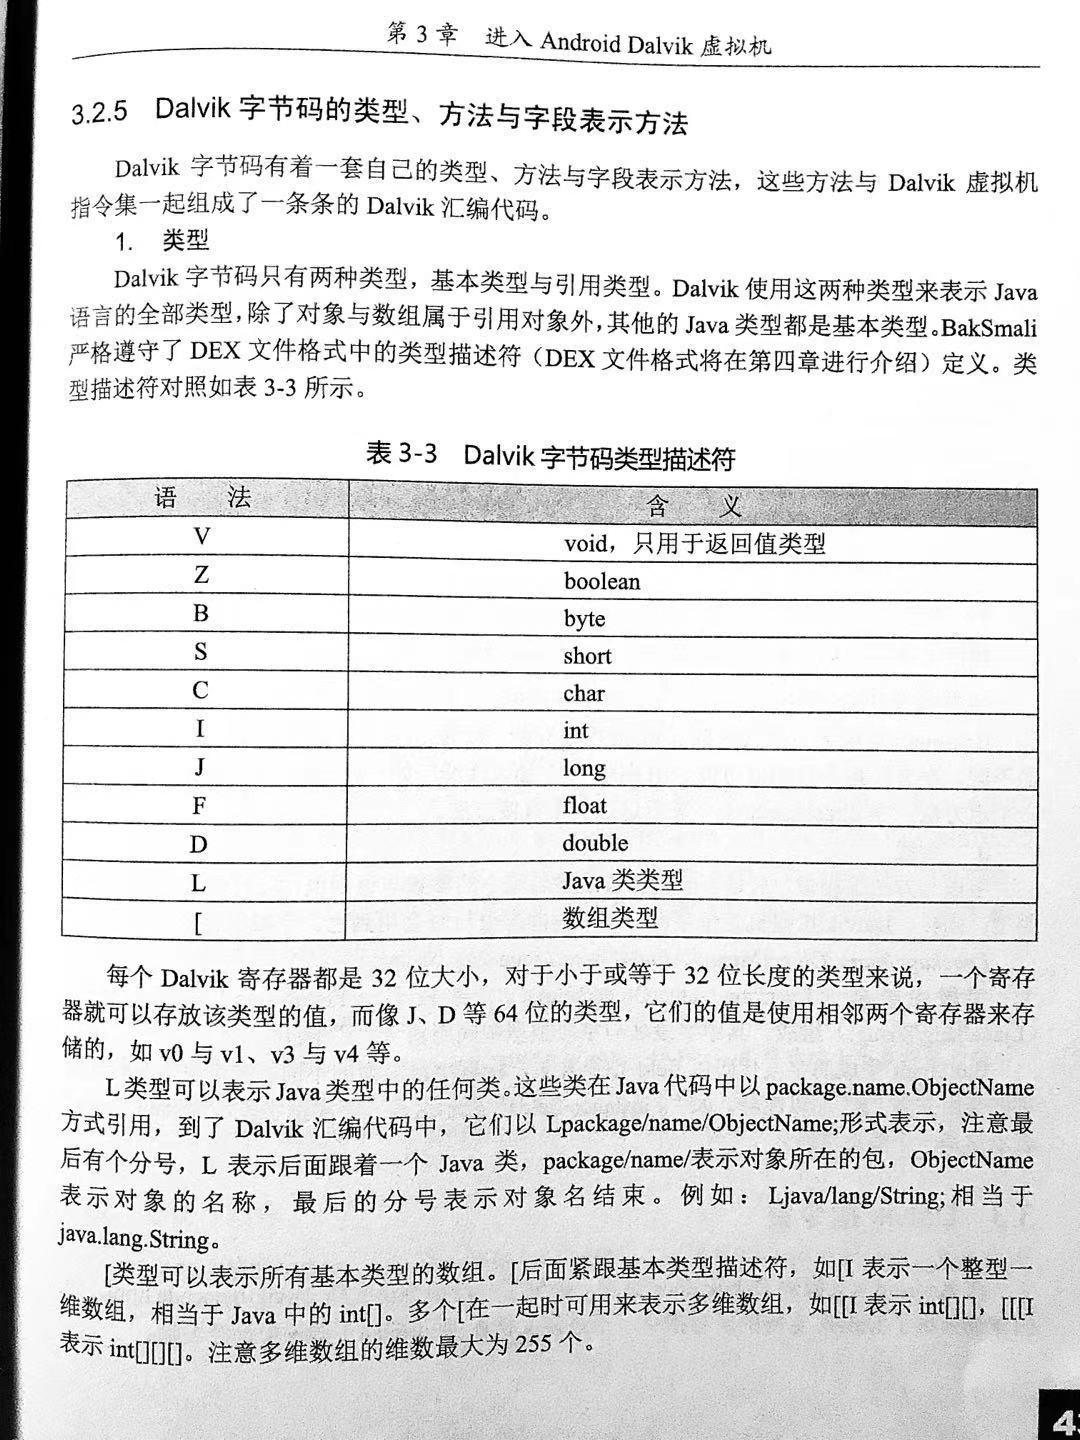 第 3 章 进入 Android Dalvik 虚拟机
3.2.5 Dalvik 字节码的类型、方法与字段表示方法
Dalvik 字节码有着一套自己的类型、方法与字段表示方法，这些方法与 Dalvik 虚拟机
指令集一起组成了一条条的 Dalvik 汇编代码。
1. 类型
Dalvik 字节码只有两种类型，基本类型与引用类型。Dalvik 使用这两种类型来表示 Java
语言的全部类型，除了对象与数组属于引用对象外，其他的 Java 类型都是基本类型。BakSmali
严格遵守了 DEX 文件格式中的类型描述符（DEX 文件格式将在第四章进行介绍）定义。类
型描述符对照如表 3-3 所示。
表 3-3 Dalvik 字节码类型描述符
语 法 含 义
V void，只用于返回值类型
Z boolean
B byte
S short
C char
I int
J long
F float
D double
L Java 类类型
[ 数组类型
每个 Dalvik 寄存器都是 32 位大小，对于小于或等于 32 位长度的类型来说，一个寄存
器就可以存放该类型的值，而像 J、D 等 64 位的类型，它们的值是使用相邻两个寄存器来存
储的，如 v0 与 v1、v3 与 v4 等。
L 类型可以表示 Java 类型中的任何类。这些类在 Java 代码中以 package.name.ObjectName
方式引用，到了 Dalvik 汇编代码中，它们以 Lpackage/name/ObjectName;形式表示，注意最
后有个分号，L 表示后面跟着一个 Java 类，package/name/表示对象所在的包，ObjectName
表示对象的名称，最后的分号表示对象名结束。例如：Ljava/lang/String;相当于
java.lang.String。
[类型可以表示所有基本类型的数组。[后面紧跟基本类型描述符，如[I 表示一个整型一
维数组，相当于 Java 中的 int[]。多个[在一起时可用来表示多维数组，如[[I 表示 int[][]，[[[I
表示 int[][][]。注意多维数组的维数最大为 255 个。